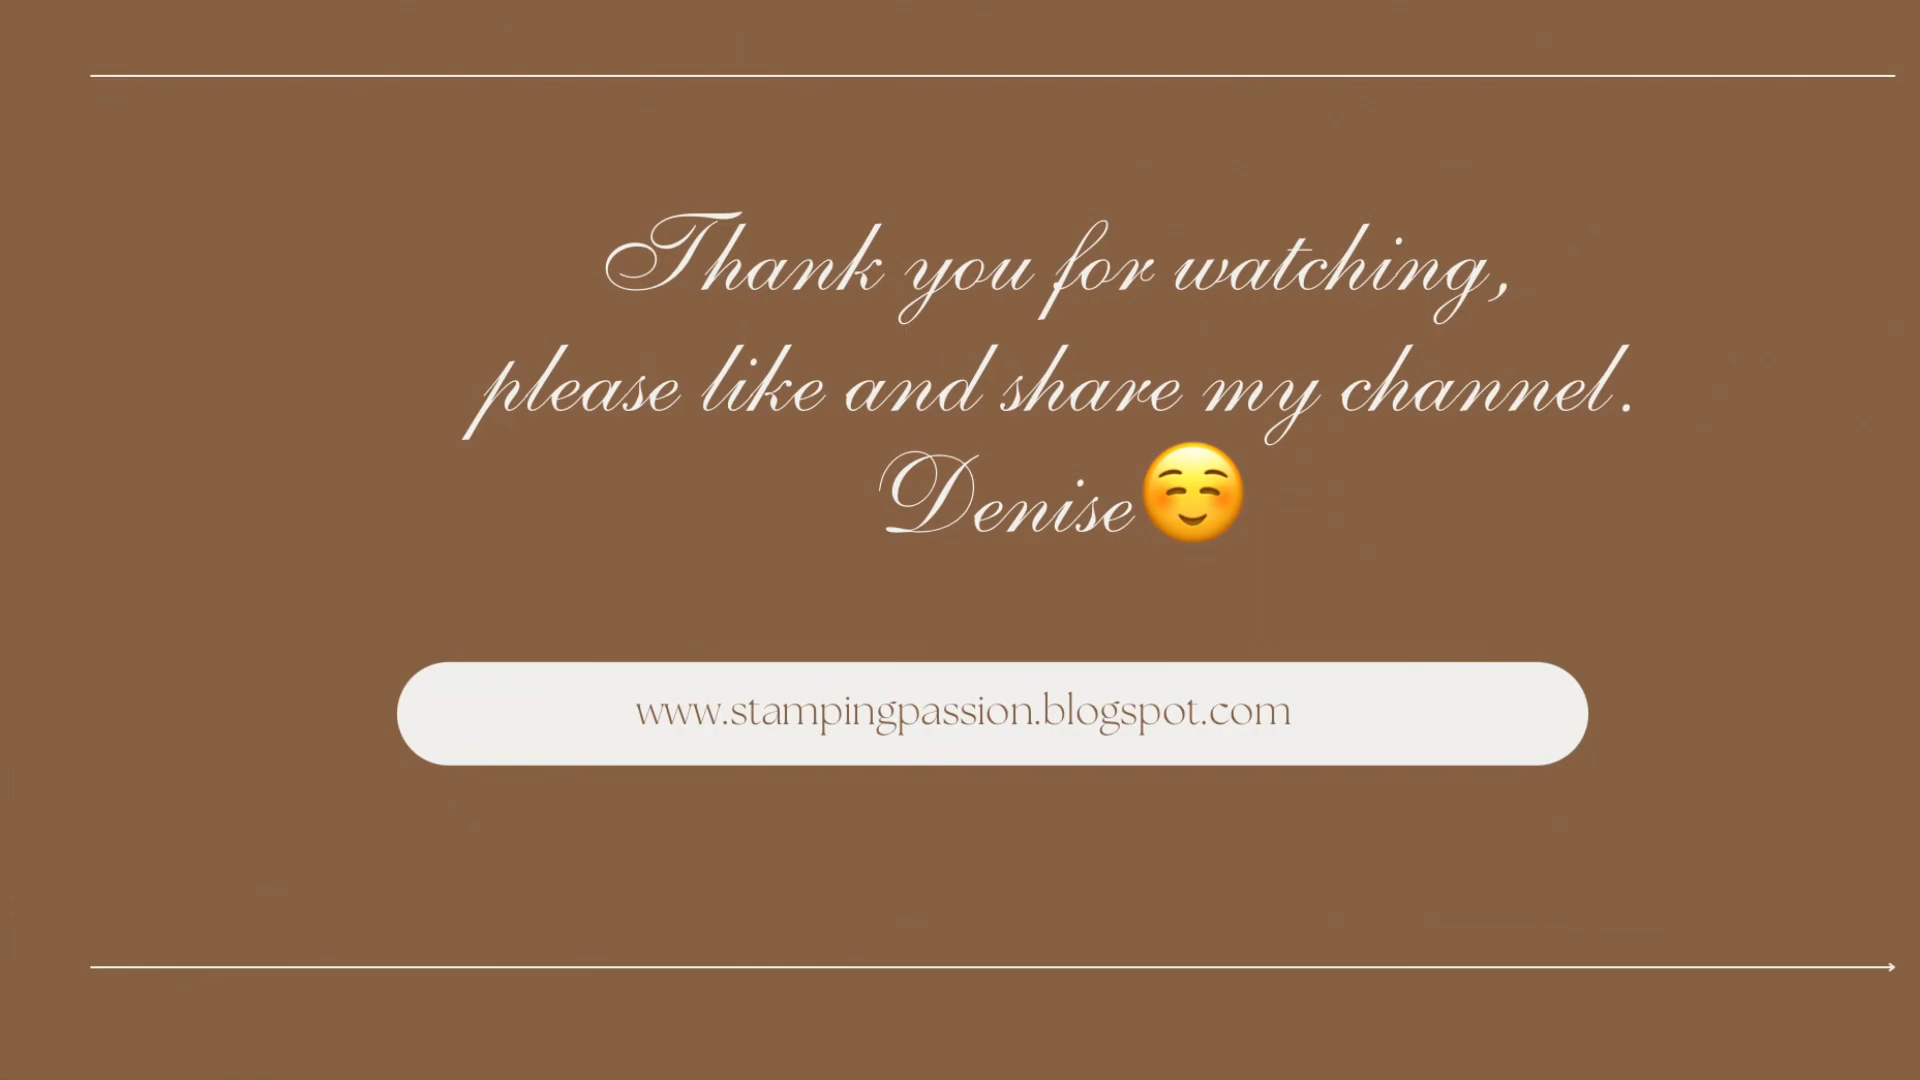 Thank you for watching,
please like and share my channel.
Denise☺️
www.stampingpassion.blogspot.com